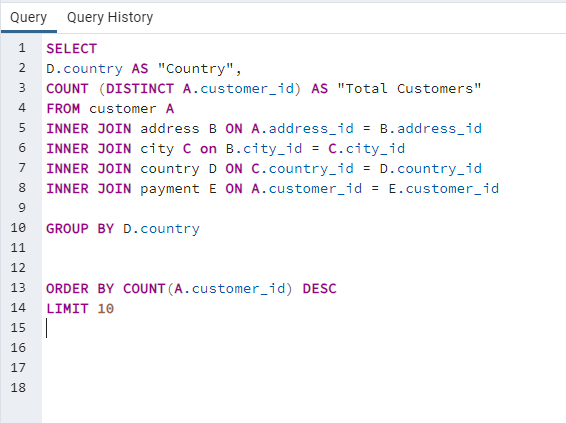 Query Query History
1 SELECT
2 D.country AS "Country",
3 COUNT (DISTINCT A.customer_id) AS "Total Customers"
4 FROM customer A
5 INNER JOIN address B ON A.address_id = B.address_id
6 INNER JOIN city C on B.city_id = C.city_id
7 INNER JOIN country D ON C.country_id = D.country_id
8 INNER JOIN payment E ON A.customer_id = E.customer_id
9
10 GROUP BY D.country
11
12
13 ORDER BY COUNT(A.customer_id) DESC
14 LIMIT 10
15
16
17
18